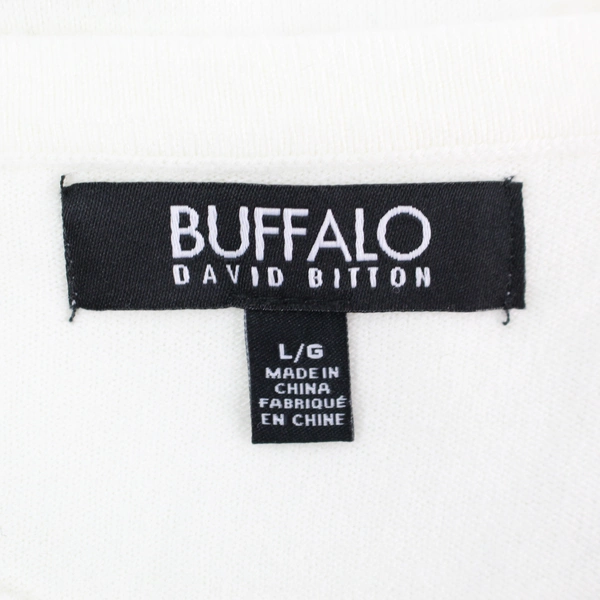 BUFFALO
DAVID BITTON
L/G
MADE IN
CHINA
FABRIQUÉ
EN CHINE